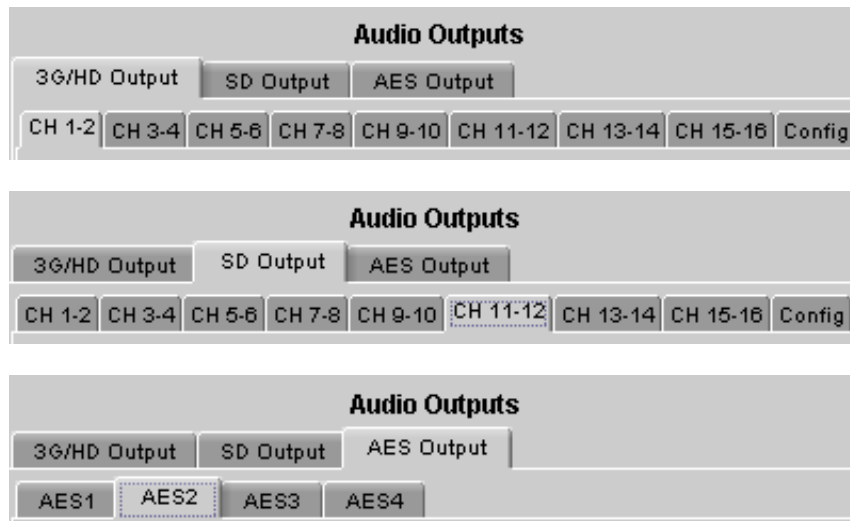 Audio Outputs
3G/HD Output SD Output AES Output
CH 1-2 CH 3-4 CH 5-6 CH 7-8 CH 9-10 CH 11-12 CH 13-14 CH 15-16 Config
Audio Outputs
3G/HD Output SD Output AES Output
CH 1-2 CH 3-4 CH 5-6 CH 7-8 CH 9-10 CH 11-12 CH 13-14 CH 15-16 Config
Audio Outputs
3G/HD Output SD Output AES Output
AES1 AES2 AES3 AES4